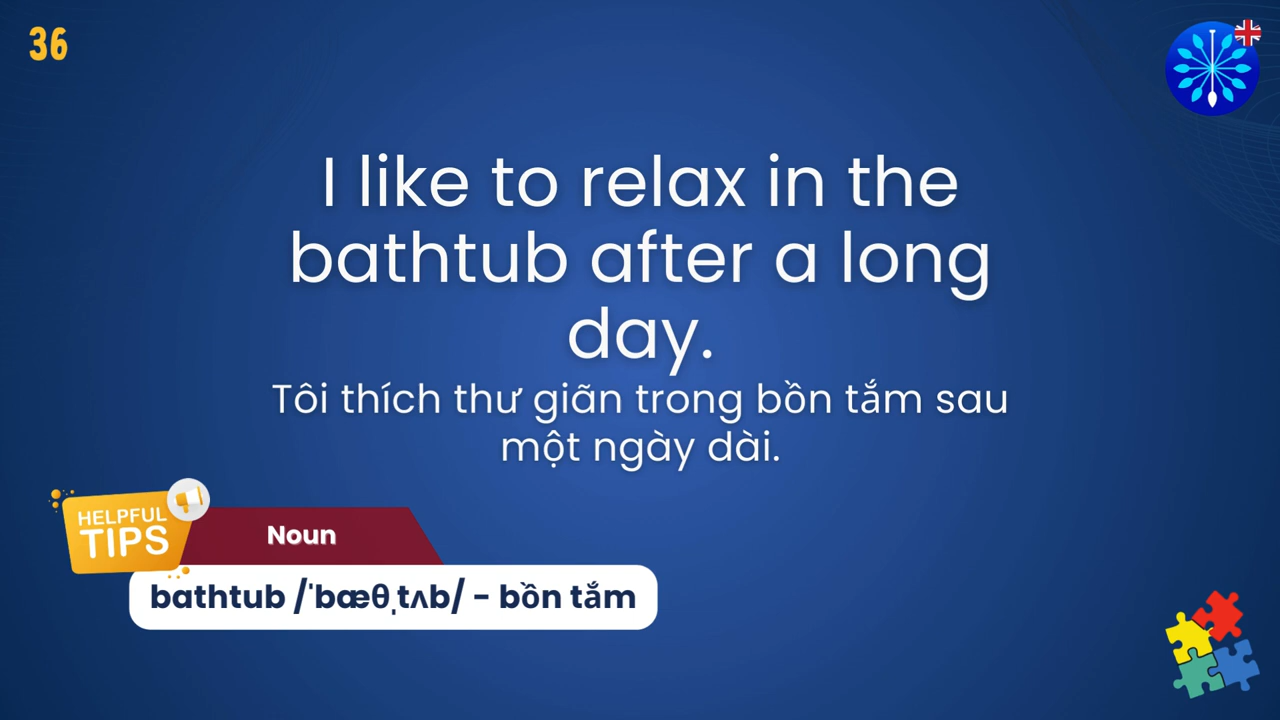 36
I like to relax in the
bathtub after a long
day.
Tôi thích thư giãn trong bồn tắm sau
một ngày dài.
HELPFUL
TIPS
Noun
bathtub /ˈbæθˌtʌb/ - bồn tắm